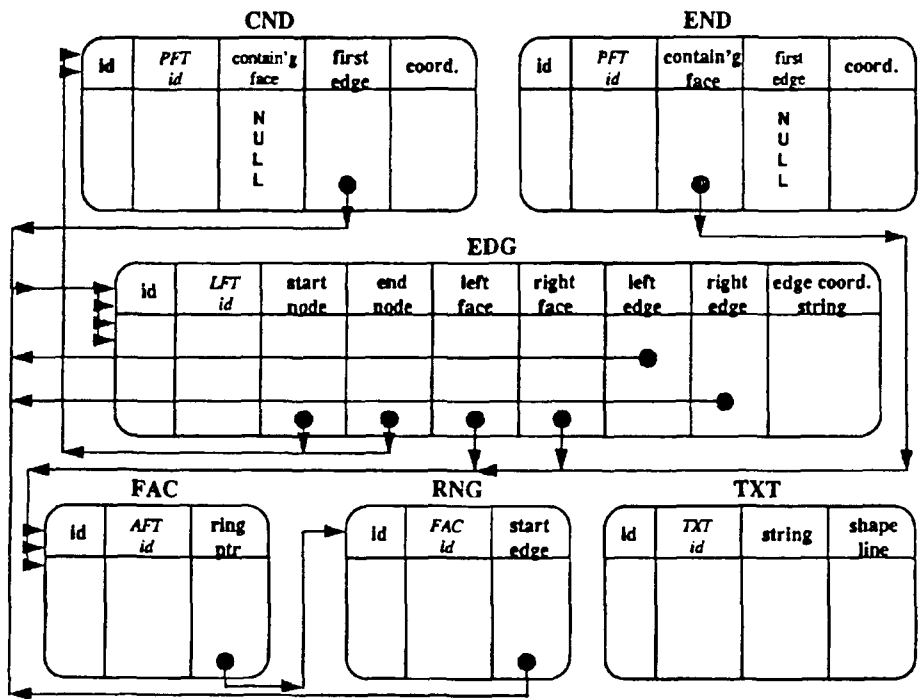 CND
id PFT id contain'g face first edge coord.
N U L L
END
id PFT id contain'g face first edge coord.
N U L L
EDG
id LFT id start node end node left face right face left edge right edge edge coord. string
FAC
id AFT id ring ptr
RNG
id FAC id start edge
TXT
id TXT id string shape line